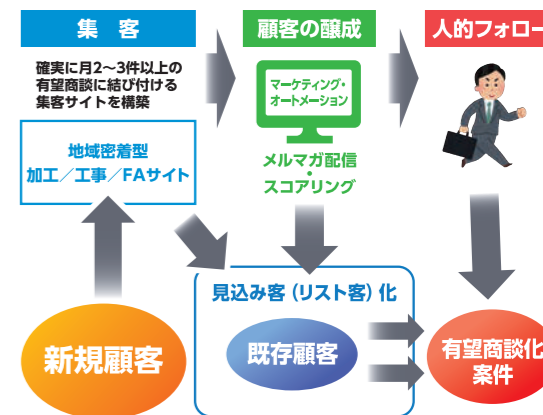 集　客
確実に月2〜3件以上の
有望商談に結び付ける
集客サイトを構築
地域密着型
加工／工事／FAサイト
新規顧客
顧客の醸成
マーケティング・
オートメーション
メルマガ配信
・
スコアリング
見込み客（リスト客）化
既存顧客
人的フォロー
有望商談化
案件